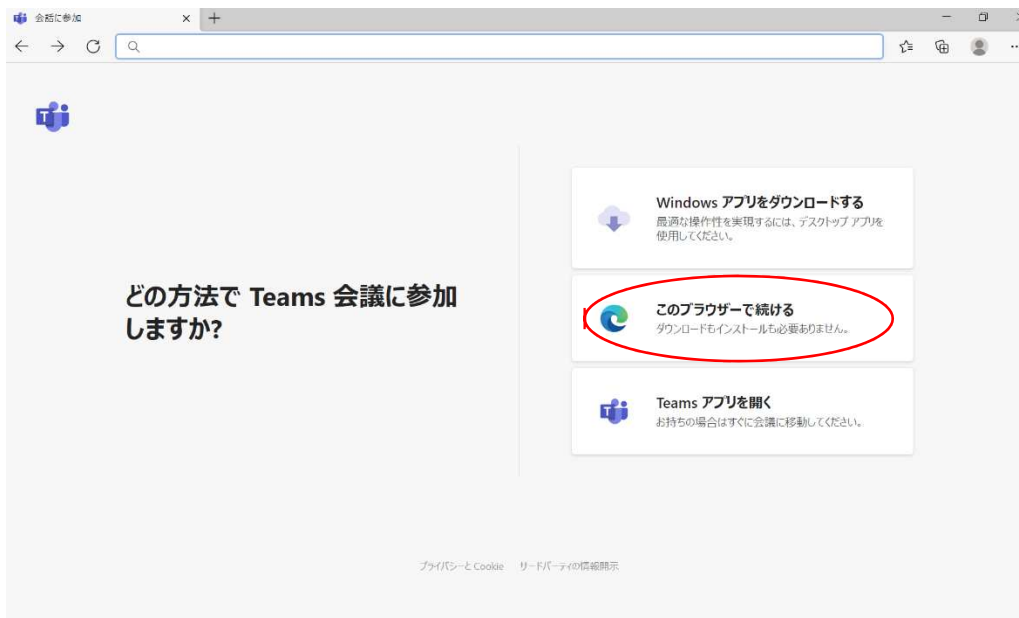 会話に参加
Windows アプリをダウンロードする
最適な操作性を実現するには、デスクトップ アプリを
使用してください。
どの方法で Teams 会議に参加
しますか?
このブラウザーで続ける
ダウンロードもインストールも必要ありません。
Teams アプリを開く
お持ちの場合はすぐに会議に移動してください。
プライバシーと Cookie サードパーティの情報開示